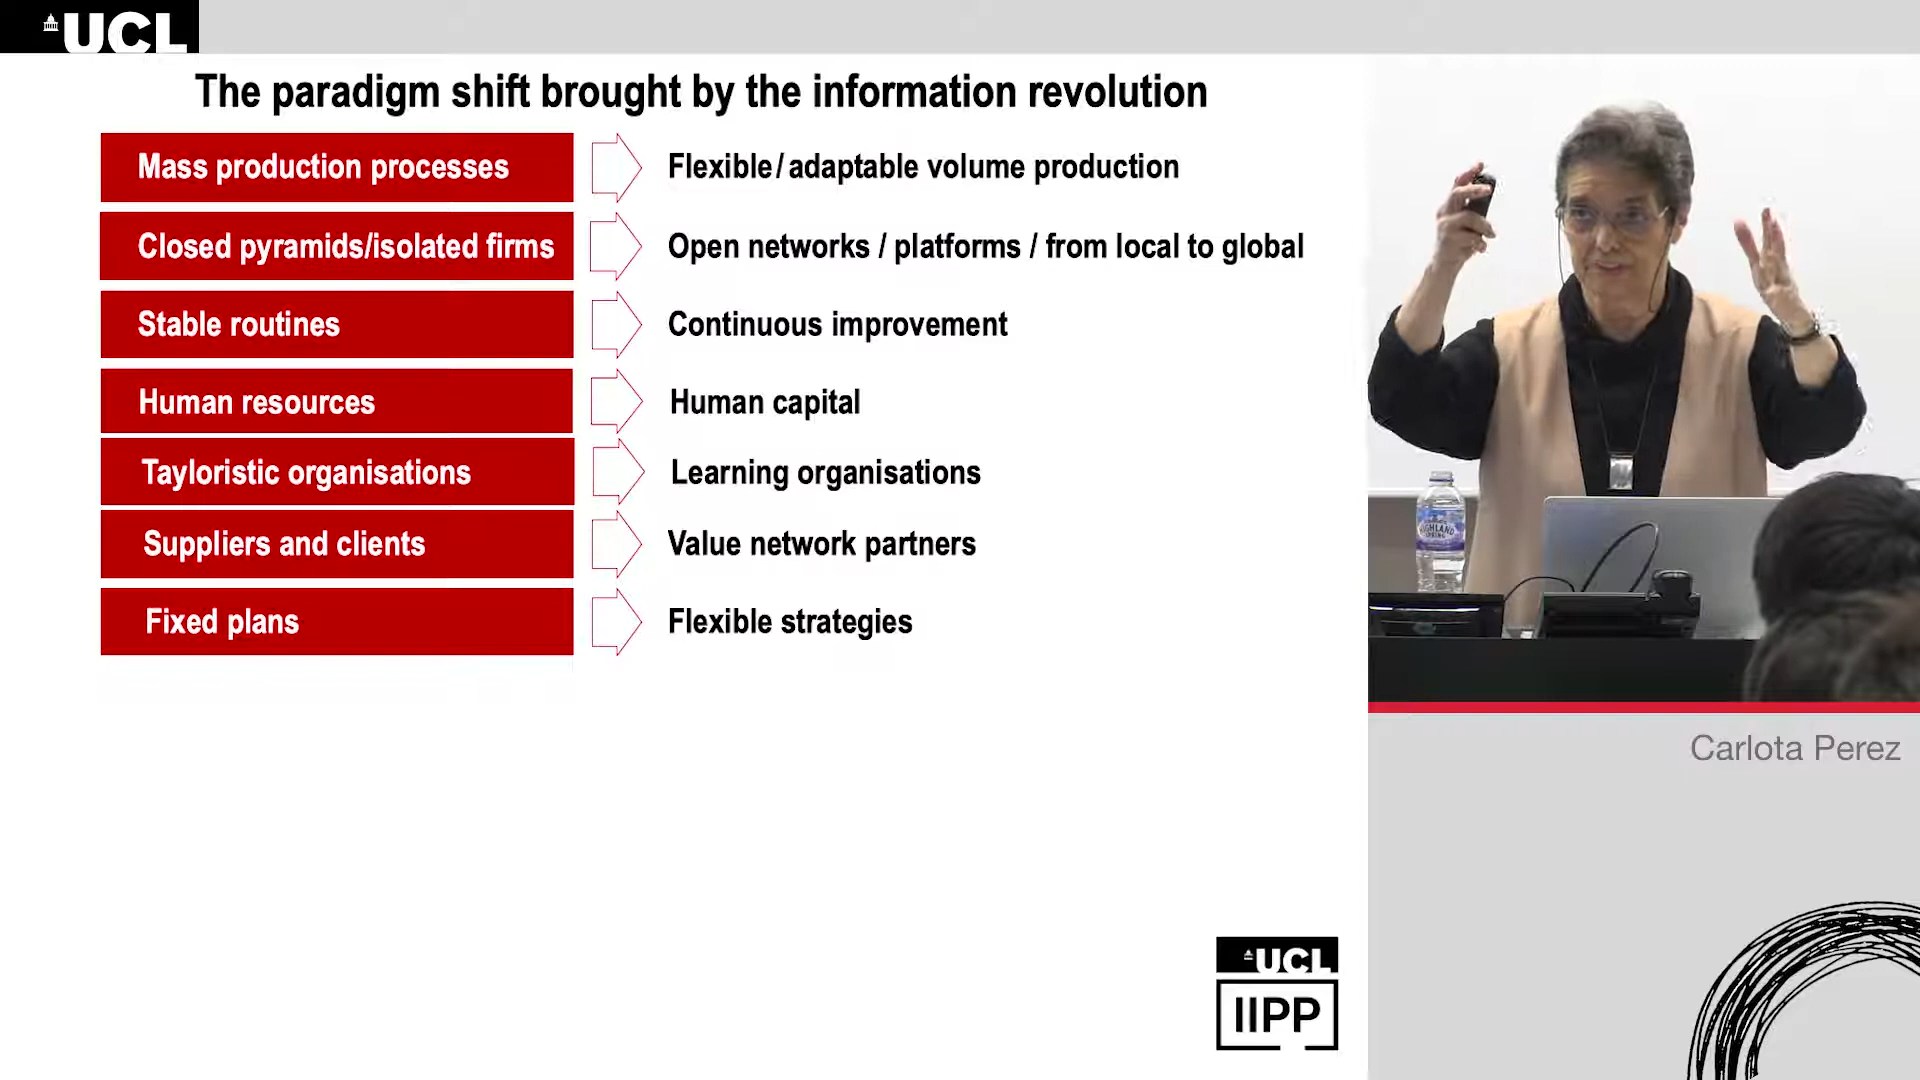 UCL
The paradigm shift brought by the information revolution
Mass production processes
Flexible / adaptable volume production
Closed pyramids/isolated firms
Open networks / platforms / from local to global
Stable routines
Continuous improvement
Human resources
Human capital
Tayloristic organisations
Learning organisations
Suppliers and clients
Value network partners
Fixed plans
Flexible strategies
HIGHLAND
SPRING
Carlota Perez
UCL
IIPP